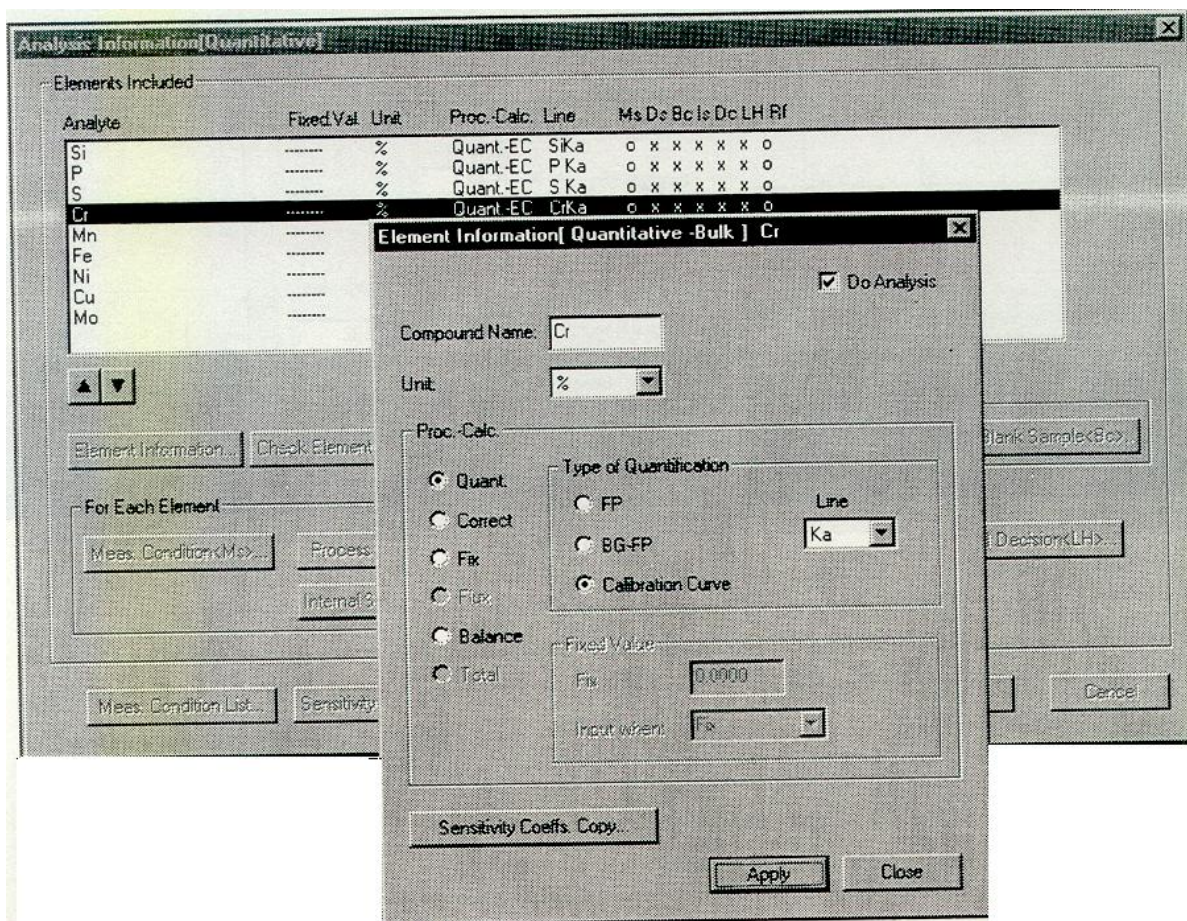 Analysis Information[Quantitative]
Elements Included
Analyte Fixed.Val Unit Proc.-Calc. Line Ms Ds Bc Is Dc LH Rf
Si ------- % Quant.-EC SiKa o x x x x x o
P ------- % Quant.-EC P Ka o x x x x x o
S ------- % Quant.-EC S Ka o x x x x x o
Cr ------- % Quant-EC CrKa o x x x x x o
Mn -------
Fe -------
Ni -------
Cu -------
Mo -------
Element Information...
Check Element
Blank Sample<Bc>...
For Each Element
Meas. Condition<Ms>...
Process
Decision<LH>...
Internal S
Meas. Condition List...
Sensitivity
Cancel
Element Information[ Quantitative -Bulk ] Cr
Do Analysis
Compound Name: Cr
Unit: %
Proc.-Calc.
Quant.
Correct
Fix
Flux
Balance
Total
Type of Quantification
FP
BG-FP
Calibration Curve
Line
Ka
Fixed Value
Fix 0.0000
Input when: Fix
Sensitivity Coeffs. Copy...
Apply
Close